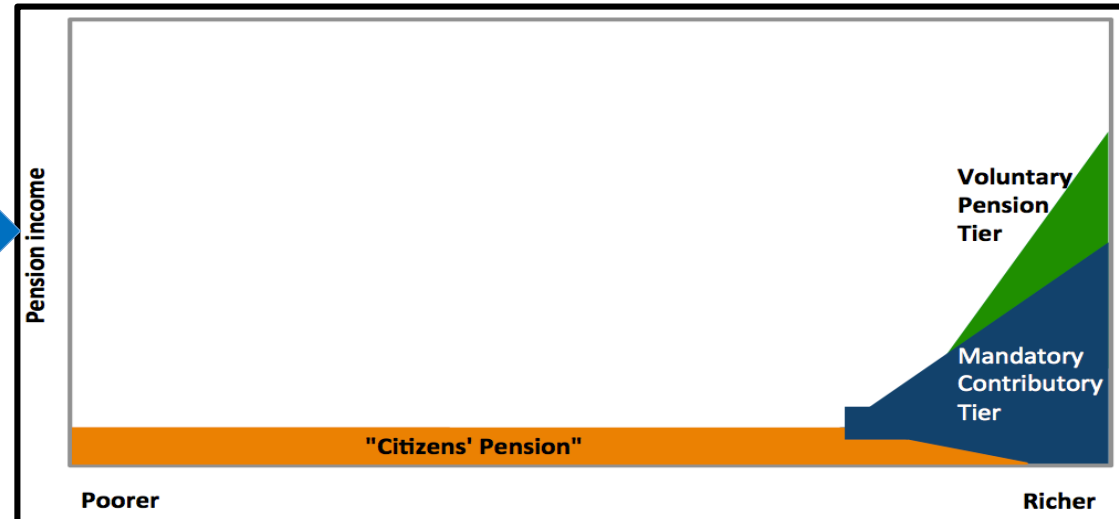 Pension income
Voluntary
Pension
Tier
Mandatory
Contributory
Tier
"Citizens' Pension"
Poorer
Richer